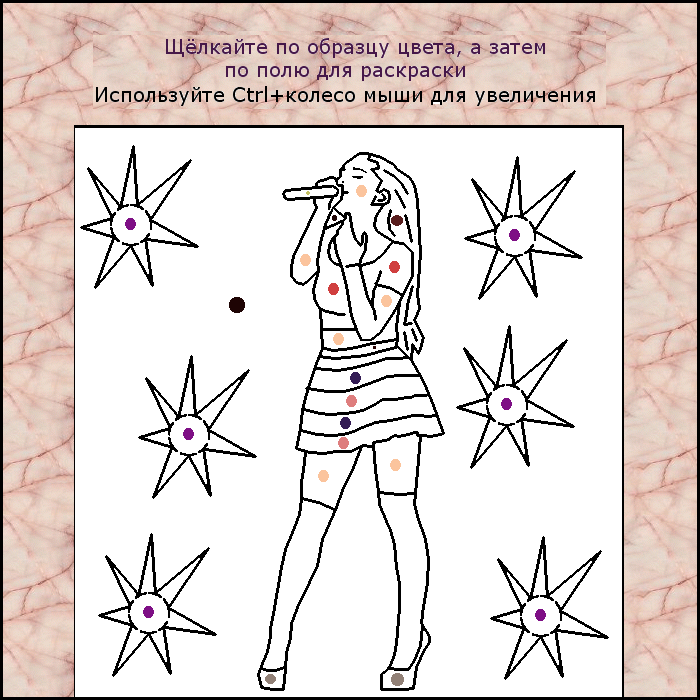 Щёлкайте по образцу цвета, а затем
по полю для раскраски
Используйте Ctrl+колесо мыши для увеличения